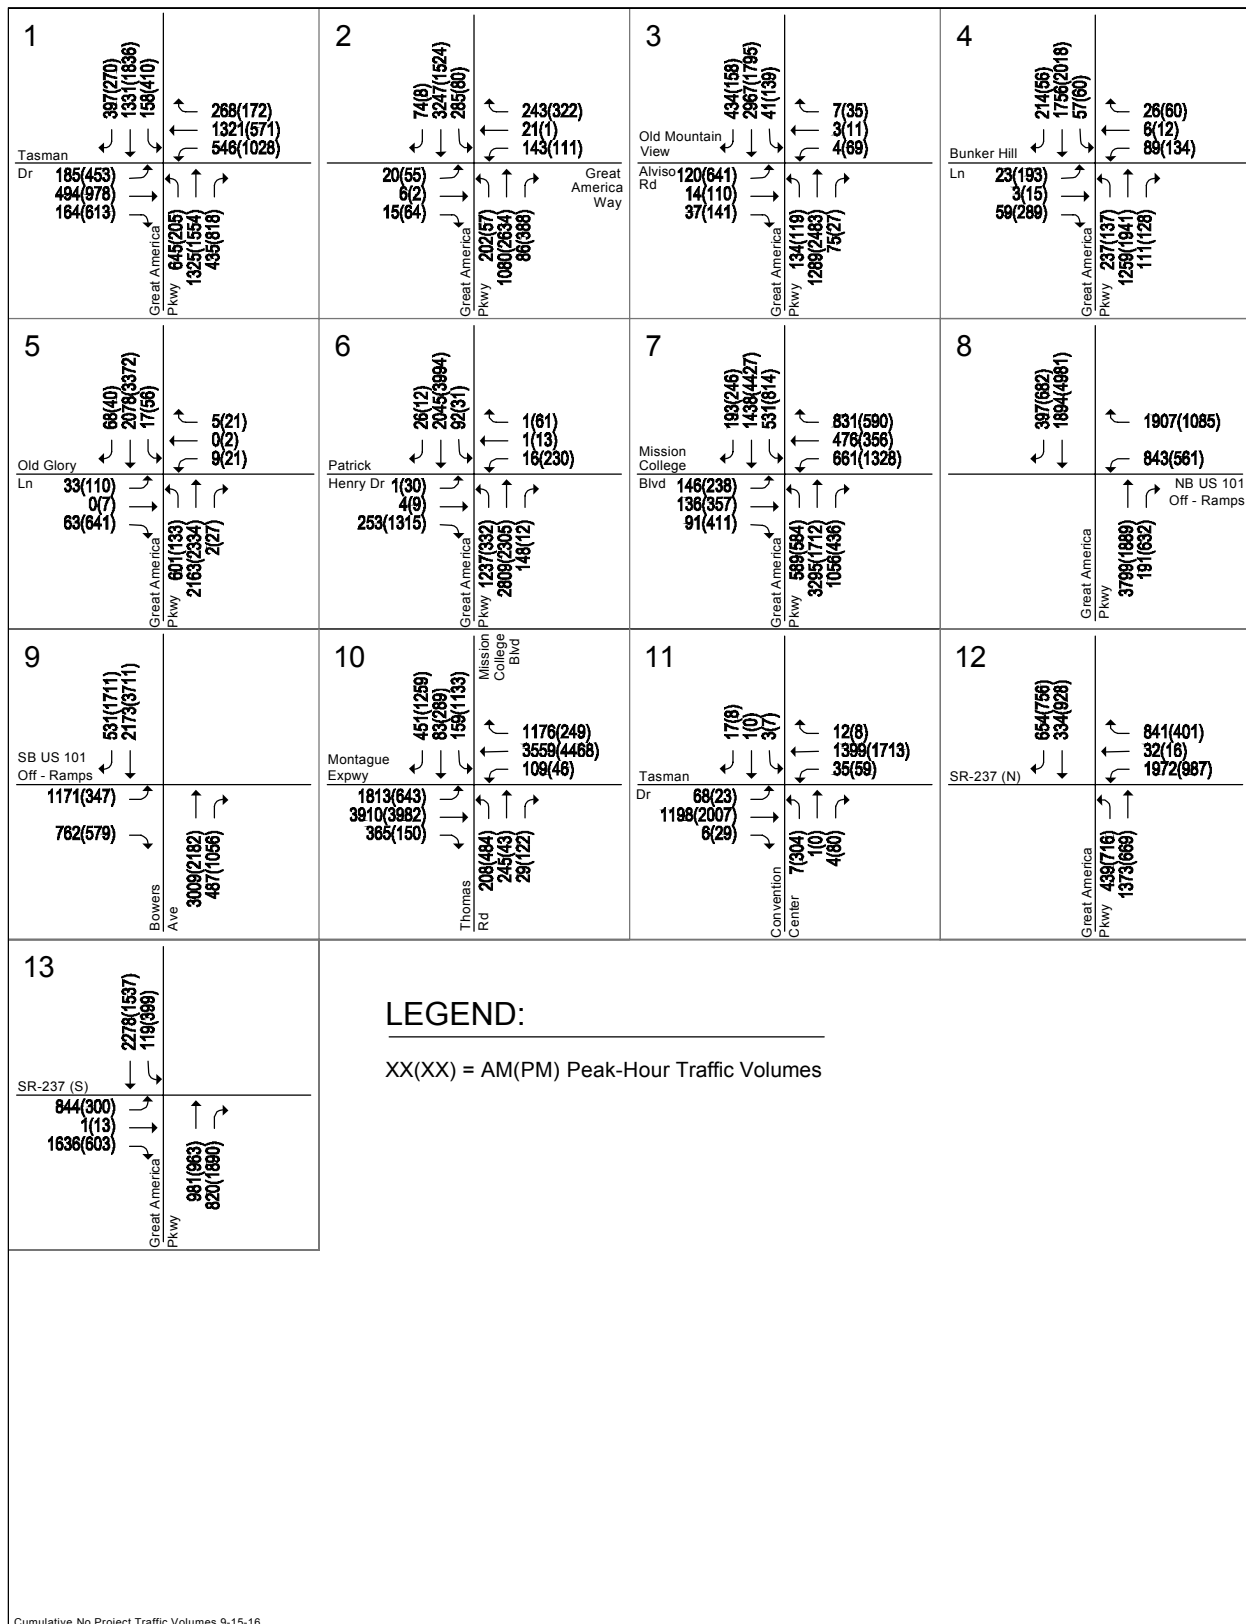 1
397(270)
1331(1836)
158(410)
268(172)
1321(571)
546(1028)
Tasman
Dr
185(453)
494(978)
164(613)
Great America
Pkwy
645(205)
1325(1554)
435(818)
2
74(8)
3247(1524)
285(80)
243(322)
21(1)
143(111)
20(55)
6(2)
15(64)
Great
America
Way
Great America
Pkwy
202(57)
1080(2634)
86(388)
3
434(158)
2967(1795)
41(139)
7(35)
3(11)
4(69)
Old Mountain
View
Alviso
Rd
120(641)
14(110)
37(141)
Great America
Pkwy
134(119)
1289(2483)
75(27)
4
214(56)
1756(2018)
57(60)
26(60)
6(12)
89(134)
Bunker Hill
Ln
23(193)
3(15)
59(289)
Great America
Pkwy
237(137)
1259(1941)
111(128)
5
68(40)
2078(3372)
17(56)
5(21)
0(2)
9(21)
Old Glory
Ln
33(110)
0(7)
63(641)
Great America
Pkwy
601(133)
2163(2334)
2(27)
6
26(12)
2045(3994)
92(31)
1(61)
1(13)
16(230)
Patrick
Henry Dr
1(30)
4(9)
253(1315)
Great America
Pkwy
1237(332)
2809(2305)
148(12)
7
193(246)
1438(4427)
531(814)
831(590)
476(356)
661(1328)
Mission
College
Blvd
146(238)
136(357)
91(411)
Great America
Pkwy
589(584)
3295(1712)
1056(436)
8
397(682)
1894(4981)
1907(1085)
843(561)
NB US 101
Off - Ramps
Great America
Pkwy
3799(1889)
191(632)
9
531(1711)
2173(3711)
SB US 101
Off - Ramps
1171(347)
762(579)
Bowers
Ave
3009(2182)
487(1056)
10
Mission
College
Blvd
451(1259)
83(289)
159(1133)
1176(249)
3559(4468)
109(46)
Montague
Expwy
1813(643)
3910(3982)
365(150)
Thomas
Rd
208(484)
245(43)
29(122)
11
17(8)
1(0)
3(7)
12(8)
1399(1713)
35(59)
Tasman
Dr
68(23)
1198(2007)
6(29)
Convention
Center
7(304)
1(0)
4(80)
12
654(756)
334(928)
841(401)
32(16)
1972(987)
SR-237 (N)
Great America
Pkwy
439(716)
1373(669)
13
2278(1537)
119(399)
SR-237 (S)
844(300)
1(13)
1636(603)
Great America
Pkwy
981(963)
820(1890)
LEGEND:
XX(XX) = AM(PM) Peak-Hour Traffic Volumes
Cumulative No Project Traffic Volumes 9-15-16